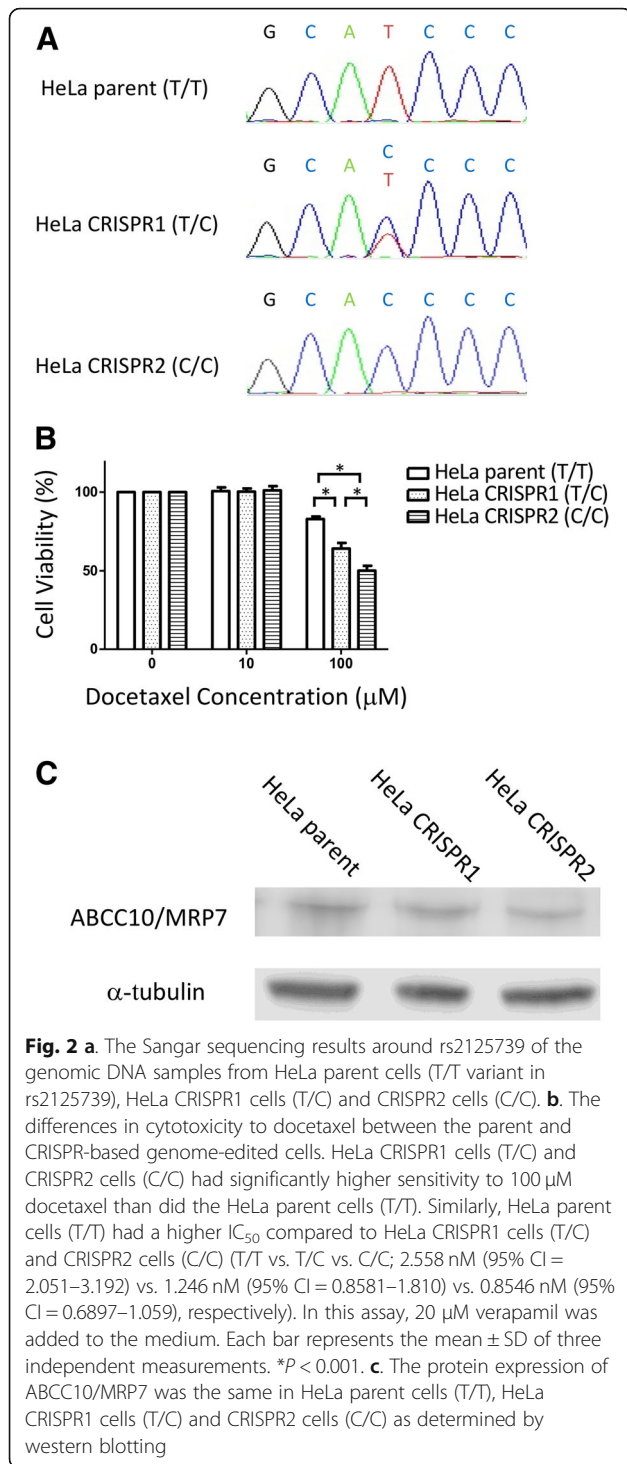 A
G C A T C C C
HeLa parent (T/T)
G C A C C C C
T
HeLa CRISPR1 (T/C)
G C A C C C C
HeLa CRISPR2 (C/C)
B
Cell Viability (%)
100
50
0
* * *
HeLa parent (T/T)
HeLa CRISPR1 (T/C)
HeLa CRISPR2 (C/C)
0 10 100
Docetaxel Concentration (μM)
C
HeLa parent
HeLa CRISPR1
HeLa CRISPR2
ABCC10/MRP7
α-tubulin
Fig. 2 a. The Sangar sequencing results around rs2125739 of the
genomic DNA samples from HeLa parent cells (T/T variant in
rs2125739), HeLa CRISPR1 cells (T/C) and CRISPR2 cells (C/C). b. The
differences in cytotoxicity to docetaxel between the parent and
CRISPR-based genome-edited cells. HeLa CRISPR1 cells (T/C) and
CRISPR2 cells (C/C) had significantly higher sensitivity to 100 μM
docetaxel than did the HeLa parent cells (T/T). Similarly, HeLa parent
cells (T/T) had a higher IC50 compared to HeLa CRISPR1 cells (T/C)
and CRISPR2 cells (C/C) (T/T vs. T/C vs. C/C; 2.558 nM (95% CI =
2.051–3.192) vs. 1.246 nM (95% CI = 0.8581–1.810) vs. 0.8546 nM (95%
CI = 0.6897–1.059), respectively). In this assay, 20 μM verapamil was
added to the medium. Each bar represents the mean ± SD of three
independent measurements. *P < 0.001. c. The protein expression of
ABCC10/MRP7 was the same in HeLa parent cells (T/T), HeLa
CRISPR1 cells (T/C) and CRISPR2 cells (C/C) as determined by
western blotting